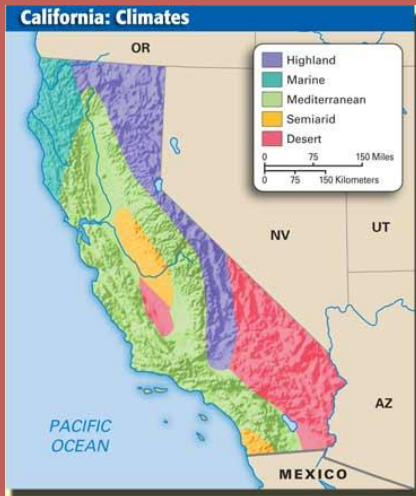 California: Climates
OR
Highland
Marine
Mediterranean
Semiarid
Desert
0 75 150 Miles
0 75 150 Kilometers
NV
UT
AZ
PACIFIC
OCEAN
MEXICO